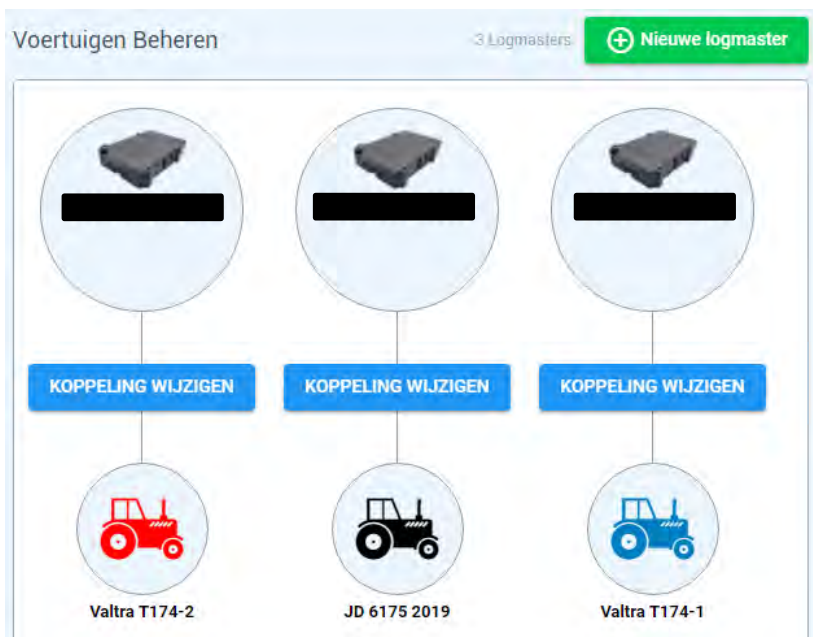 Voertuigen Beheren
3 Logmasters
Nieuwe logmaster
KOPPELING WIJZIGEN
KOPPELING WIJZIGEN
KOPPELING WIJZIGEN
Valtra T174-2
JD 6175 2019
Valtra T174-1